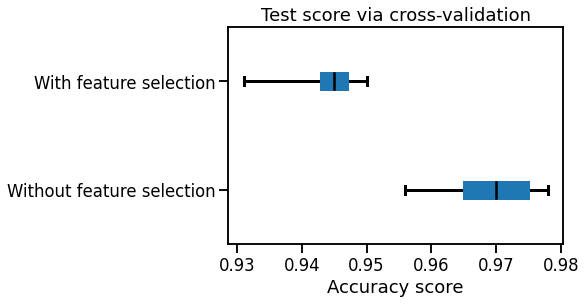 Test score via cross-validation
With feature selection
Without feature selection
0.93 0.94 0.95 0.96 0.97 0.98
Accuracy score